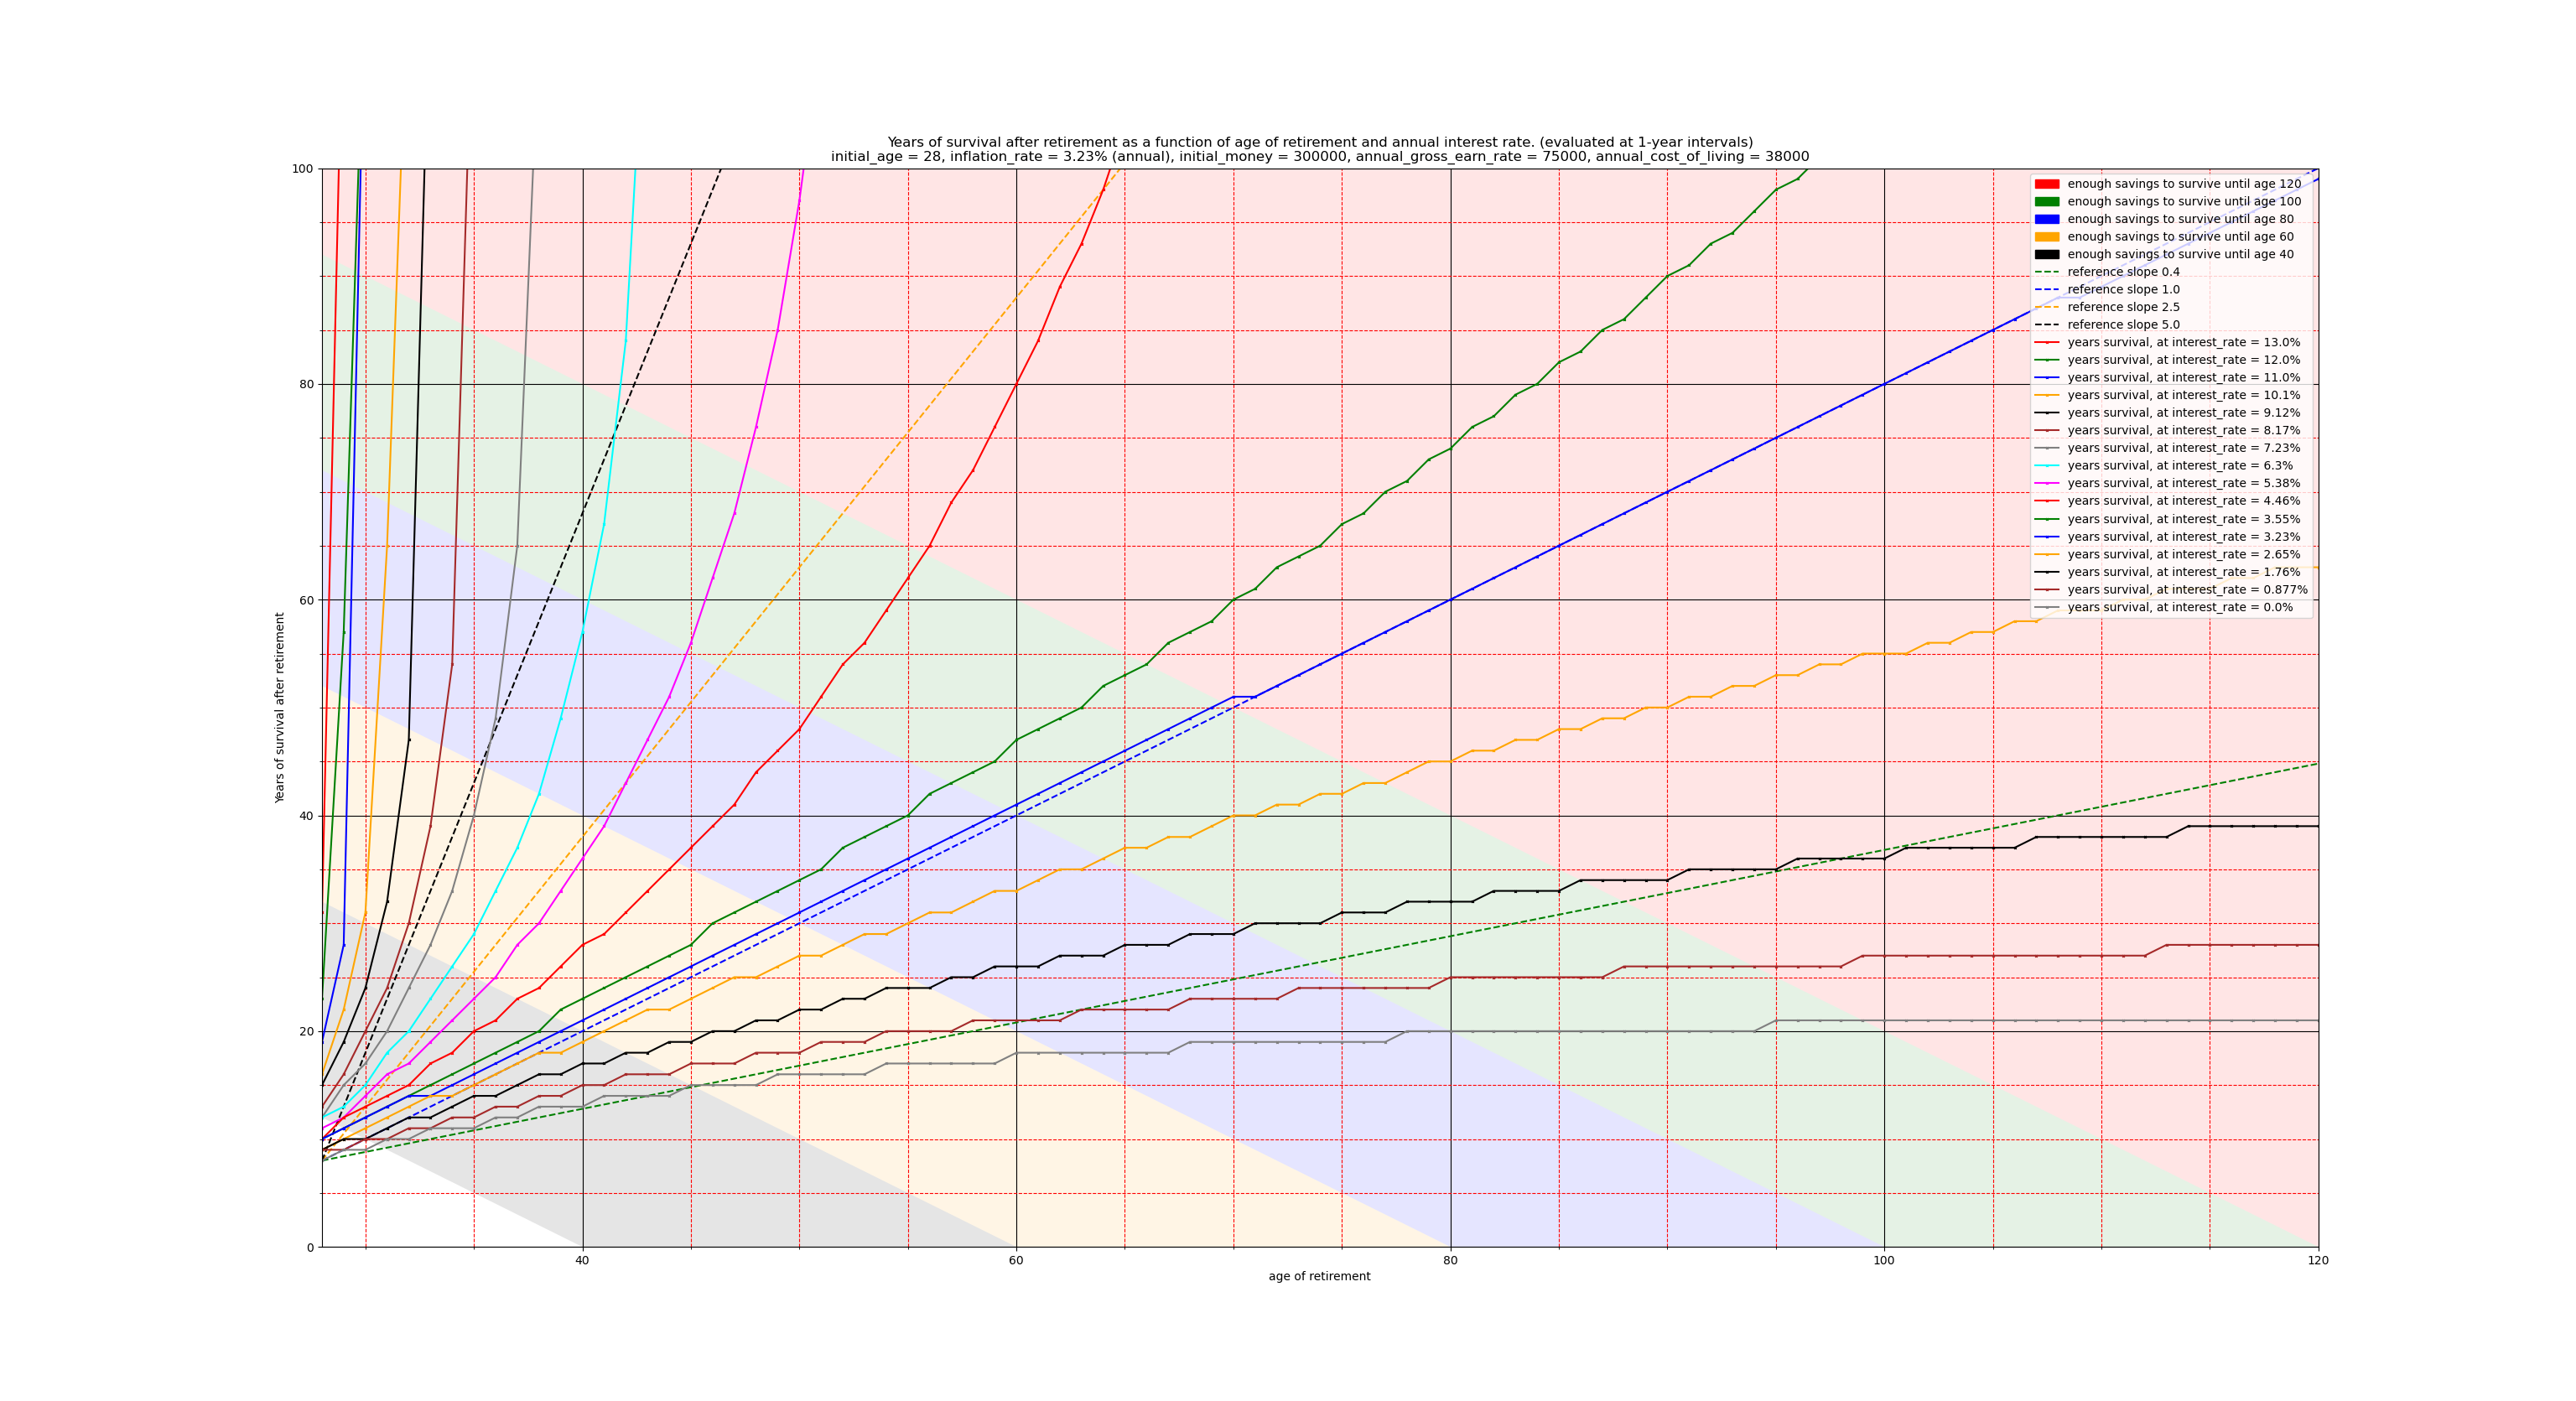 Years of survival after retirement as a function of age of retirement and annual interest rate. (evaluated at 1-year intervals)
initial_age = 28, inflation_rate = 3.23% (annual), initial_money = 300000, annual_gross_earn_rate = 75000, annual_cost_of_living = 38000
100
80
60
40
20
0
Years of survival after retirement
enough savings to survive until age 120
enough savings to survive until age 100
enough savings to survive until age 80
enough savings to survive until age 60
enough savings to survive until age 40
reference slope 0.4
reference slope 1.0
reference slope 2.5
reference slope 5.0
years survival, at interest_rate = 13.0%
years survival, at interest_rate = 12.0%
years survival, at interest_rate = 11.0%
years survival, at interest_rate = 10.1%
years survival, at interest_rate = 9.12%
years survival, at interest_rate = 8.17%
years survival, at interest_rate = 7.23%
years survival, at interest_rate = 6.3%
years survival, at interest_rate = 5.38%
years survival, at interest_rate = 4.46%
years survival, at interest_rate = 3.55%
years survival, at interest_rate = 3.23%
years survival, at interest_rate = 2.65%
years survival, at interest_rate = 1.76%
years survival, at interest_rate = 0.877%
years survival, at interest_rate = 0.0%
40
60
80
100
120
age of retirement